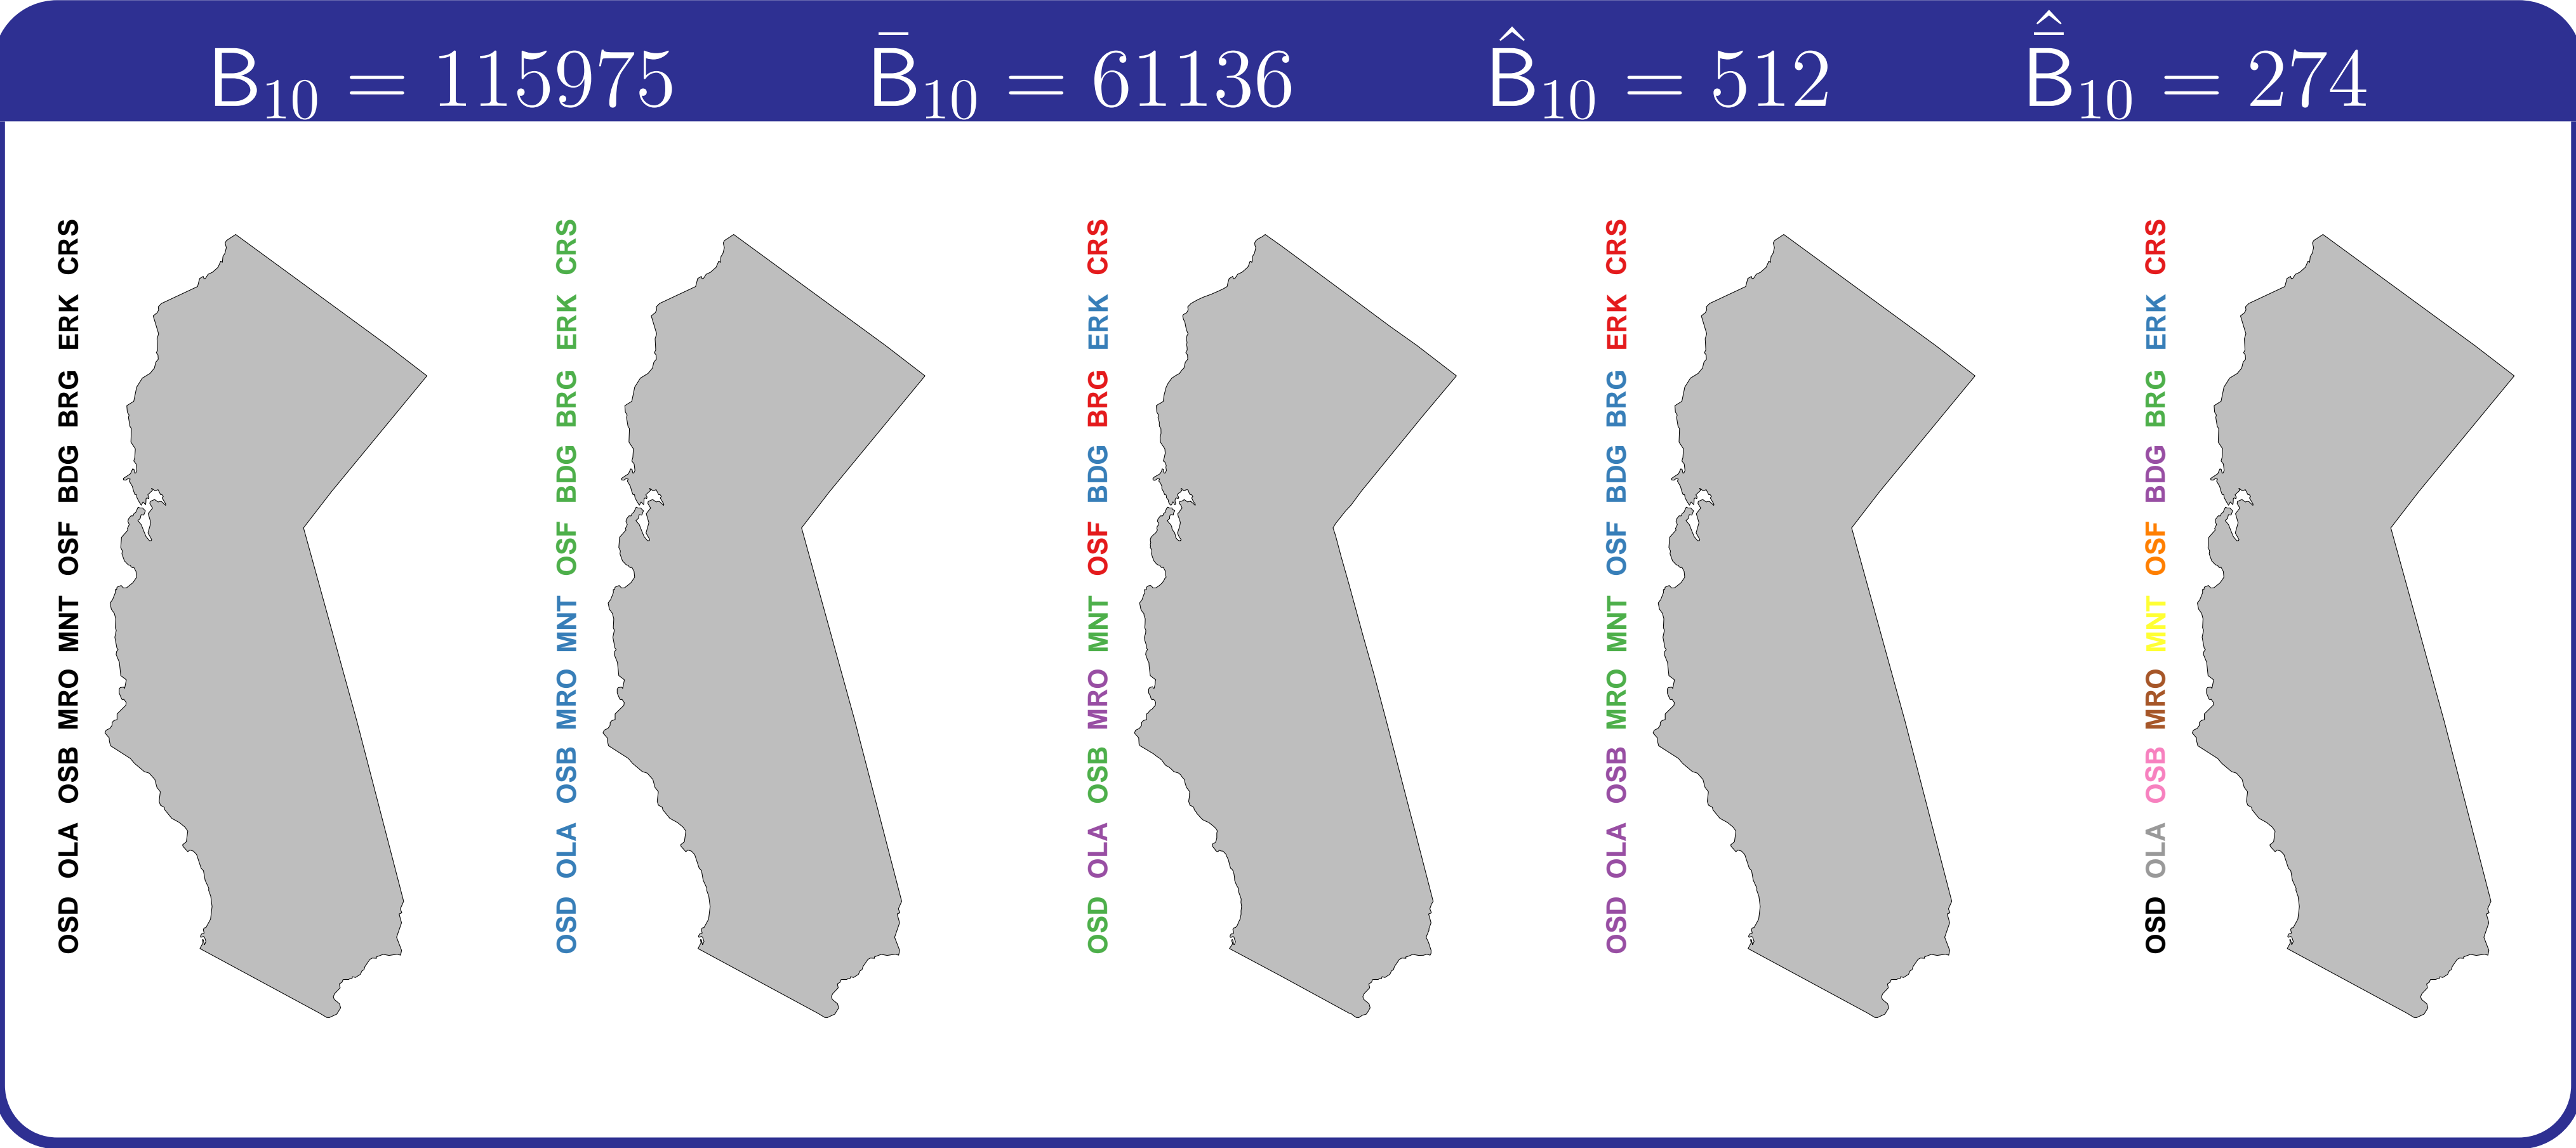 B₁₀ = 115975 B̄₁₀ = 61136 B̂₁₀ = 512 B̲̂₁₀ = 274
OSD OLA OSB MRO MNT OSF BDG BRG ERK CRS
OSD OLA OSB MRO MNT OSF BDG BRG ERK CRS
OSD OLA OSB MRO MNT OSF BDG BRG ERK CRS
OSD OLA OSB MRO MNT OSF BDG BRG ERK CRS
OSD OLA OSB MRO MNT OSF BDG BRG ERK CRS